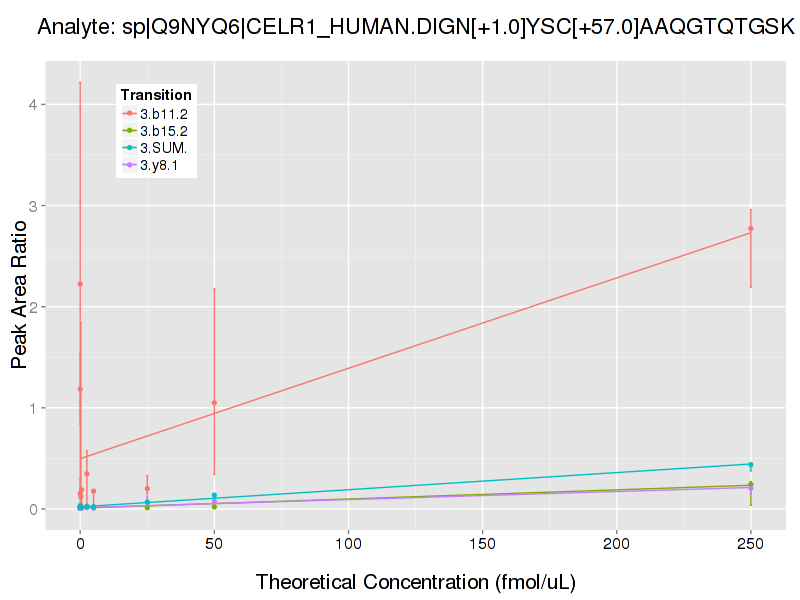 Analyte: sp|Q9NYQ6|CELR1_HUMAN.DIGN[+1.0]YSC[+57.0]AAQGTQTGSK
Transition
3.b11.2
3.b15.2
3.SUM.
3.y8.1
4
3
2
1
0
Peak Area Ratio
0 50 100 150 200 250
Theoretical Concentration (fmol/uL)